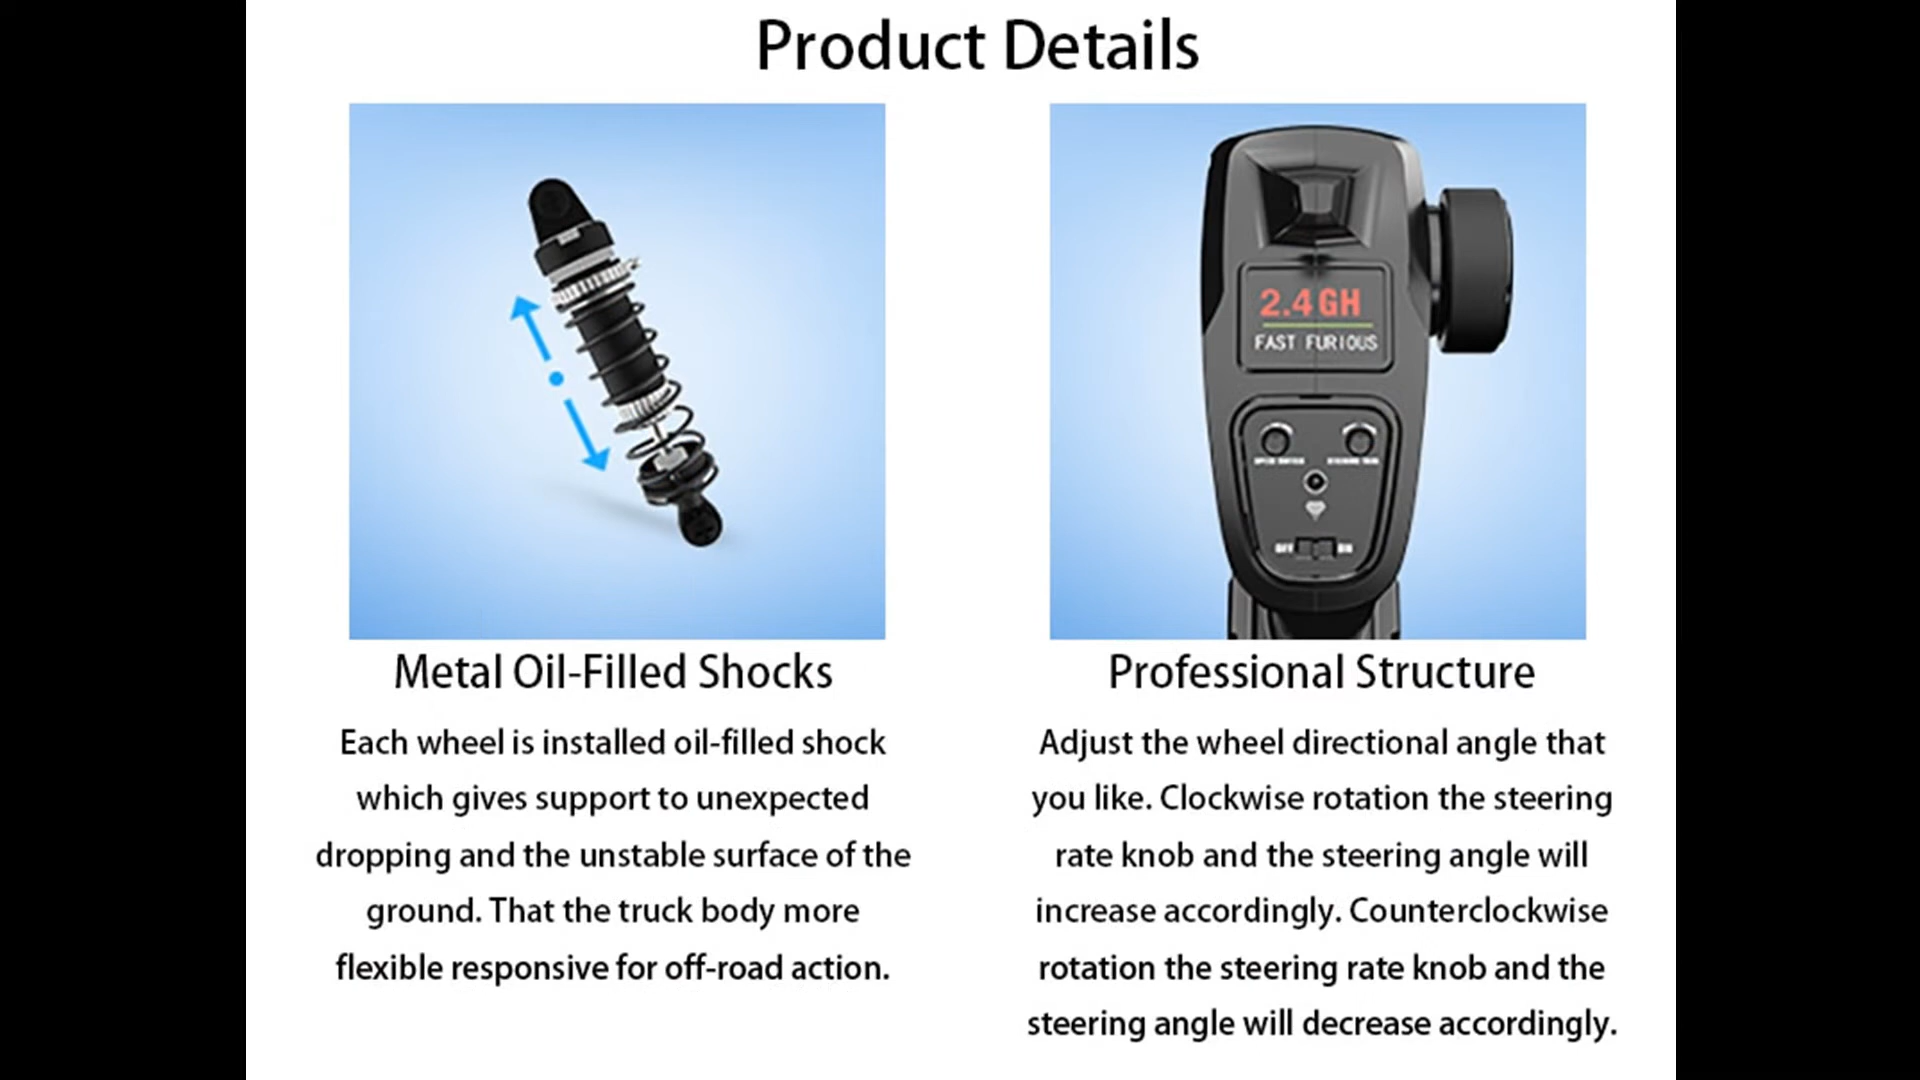 Product Details
2.4 GH
FAST FURIOUS
OFF ON
Metal Oil-Filled Shocks
Each wheel is installed oil-filled shock
which gives support to unexpected
dropping and the unstable surface of the
ground. That the truck body more
flexible responsive for off-road action.
Professional Structure
Adjust the wheel directional angle that
you like. Clockwise rotation the steering
rate knob and the steering angle will
increase accordingly. Counterclockwise
rotation the steering rate knob and the
steering angle will decrease accordingly.